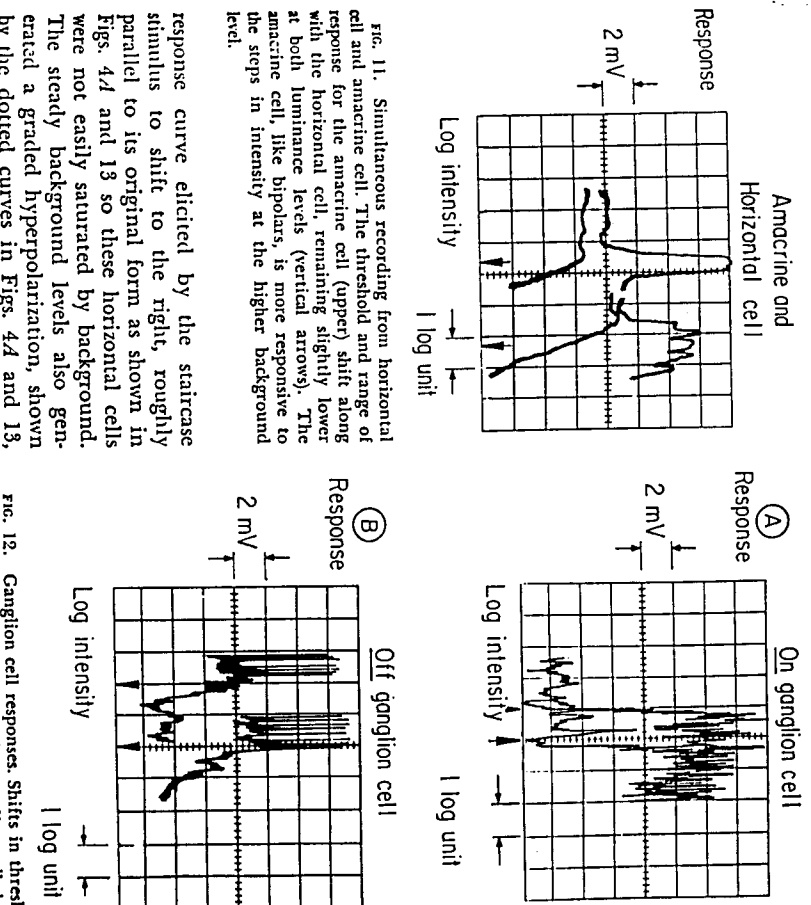 Amacrine and
Horizontal cell
Response
2 mV
Log intensity
1 log unit
FIG. 11. Simultaneous recording from horizontal
cell and amacrine cell. The threshold and range of
response for the amacrine cell (upper) shift along
with the horizontal cell, remaining slightly lower
at both luminance levels (vertical arrows). The
amacrine cell, like bipolars, is more responsive to
the steps in intensity at the higher background
level.
response curve elicited by the staircase
stimulus to shift to the right, roughly
parallel to its original form as shown in
Figs. 4A and 13 so these horizontal cells
were not easily saturated by background.
The steady background levels also gen-
erated a graded hyperpolarization, shown
by the dotted curves in Figs. 4A and 13,
A
On ganglion cell
Response
2 mV
Log intensity
1 log unit
B
Off ganglion cell
Response
2 mV
Log intensity
1 log unit
FIG. 12. Ganglion cell responses. Shifts in thresh